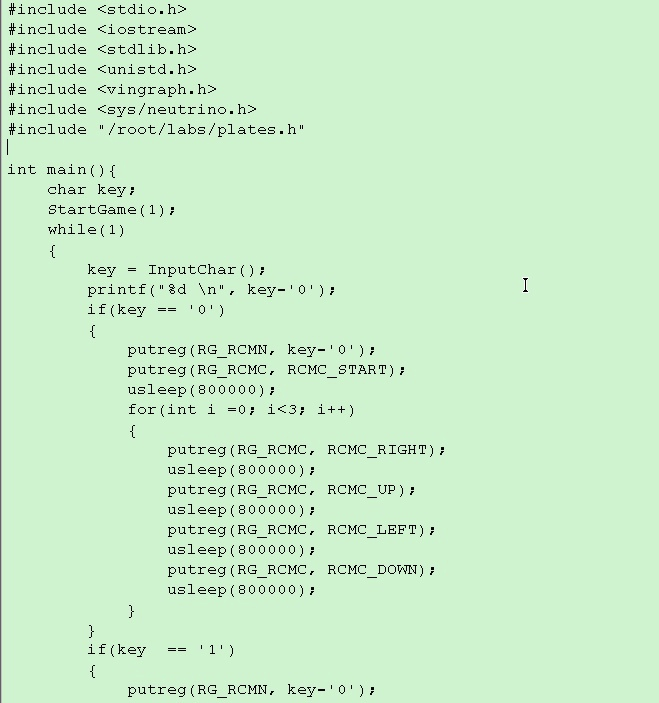 #include <stdio.h>
#include <iostream>
#include <stdlib.h>
#include <unistd.h>
#include <vingraph.h>
#include <sys/neutrino.h>
#include "/root/labs/plates.h"
int main(){
    char key;
    StartGame(1);
    while(1)
    {
        key = InputChar();
        printf("%d \n", key-'0');
        if(key == '0')
        {
            putreg(RG_RCMN, key-'0');
            putreg(RG_RCMC, RCMC_START);
            usleep(800000);
            for(int i =0; i<3; i++)
            {
                putreg(RG_RCMC, RCMC_RIGHT);
                usleep(800000);
                putreg(RG_RCMC, RCMC_UP);
                usleep(800000);
                putreg(RG_RCMC, RCMC_LEFT);
                usleep(800000);
                putreg(RG_RCMC, RCMC_DOWN);
                usleep(800000);
            }
        }
        if(key  == '1')
        {
            putreg(RG_RCMN, key-'0');